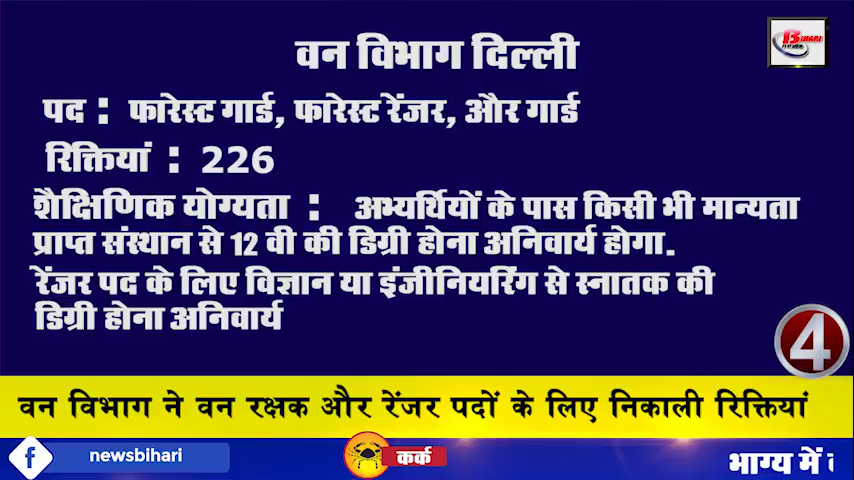 वन विभाग दिल्ली
BIHARI
पद : फारेस्ट गार्ड, फारेस्ट रेंजर, और गार्ड
रिक्तियां : 226
शैक्षिणिक योग्यता : अभ्यर्थियों के पास किसी भी मान्यता
प्राप्त संस्थान से 12 वी की डिग्री होना अनिवार्य होगा.
रेंजर पद के लिए विज्ञान या इंजीनियरिंग से स्नातक की
डिग्री होना अनिवार्य
4
वन विभाग ने वन रक्षक और रेंजर पदों के लिए निकाली रिक्तियां
f newsbihari
कर्क
भाग्य में